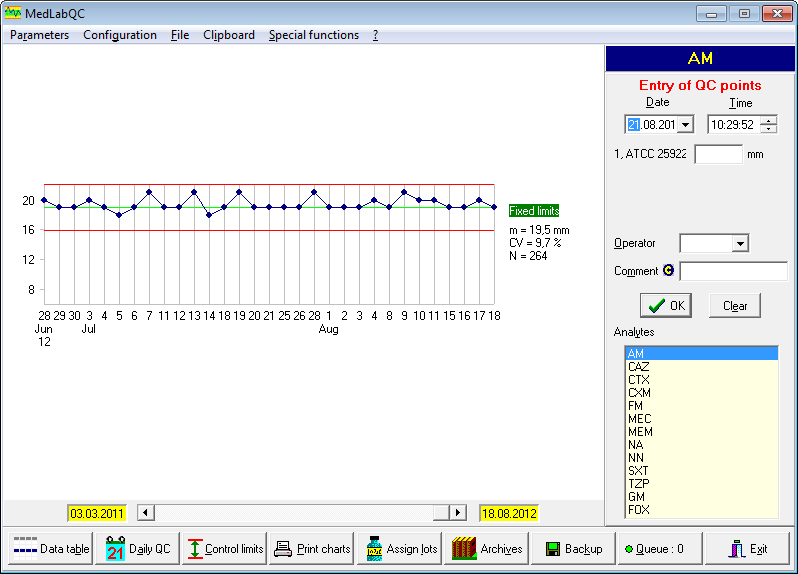 MedLabQC
Parameters Configuration File Clipboard Special functions ?
AM
Entry of QC points
Date Time
21.08.201 10:29:52
1, ATCC 25922 mm
20
16
12
8
Fixed limits
m = 19,5 mm
CV = 9,7 %
N = 264
28 29 30 3 4 5 6 7 11 12 13 14 18 19 20 21 25 26 28 1 2 3 4 8 9 10 11 15 16 17 18
Jun Jul Aug
12
Operator
Comment C
OK Clear
Analytes
AM
CAZ
CTX
CXM
FM
MEC
MEM
NA
NN
SXT
TZP
GM
FOX
03.03.2011 18.08.2012
Data table 21 Daily QC Control limits Print charts Assign lots Archives Backup Queue : 0 Exit